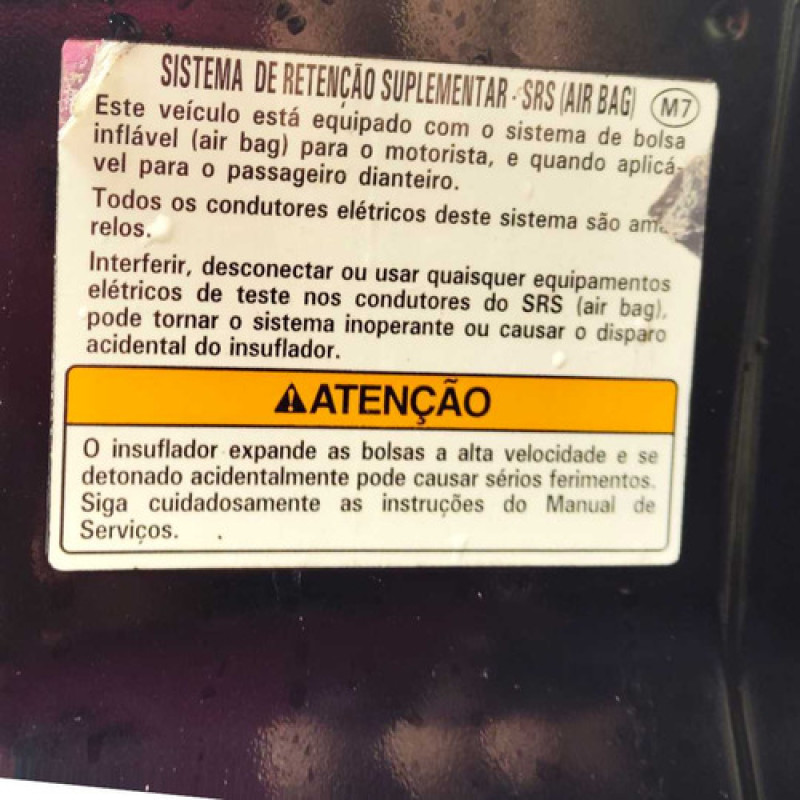 SISTEMA DE RETENÇÃO SUPLEMENTAR - SRS (AIR BAG) M7
Este veículo está equipado com o sistema de bolsa
inflável (air bag) para o motorista, e quando aplicá-
vel para o passageiro dianteiro.
Todos os condutores elétricos deste sistema são ama-
relos.
Interferir, desconectar ou usar quaisquer equipamentos
elétricos de teste nos condutores do SRS (air bag),
pode tornar o sistema inoperante ou causar o disparo
acidental do insuflador.
ATENÇÃO
O insuflador expande as bolsas a alta velocidade e se
detonado acidentalmente pode causar sérios ferimentos.
Siga cuidadosamente as instruções do Manual de
Serviços.